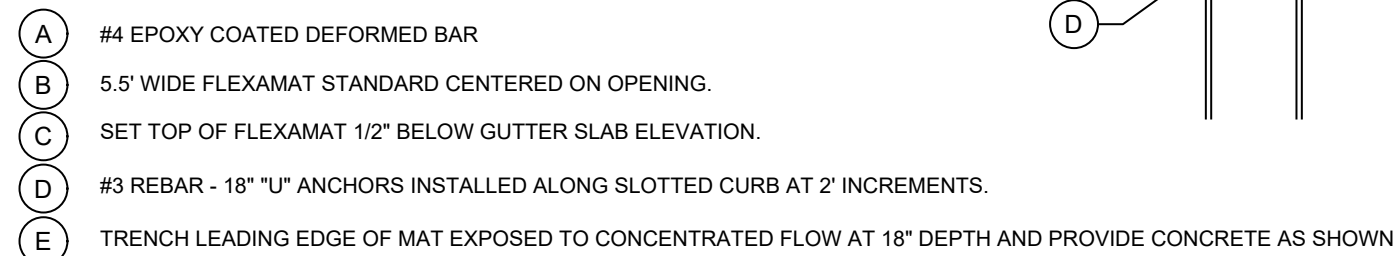 D
A #4 EPOXY COATED DEFORMED BAR
B 5.5' WIDE FLEXAMAT STANDARD CENTERED ON OPENING.
C SET TOP OF FLEXAMAT 1/2" BELOW GUTTER SLAB ELEVATION.
D #3 REBAR - 18" "U" ANCHORS INSTALLED ALONG SLOTTED CURB AT 2' INCREMENTS.
E TRENCH LEADING EDGE OF MAT EXPOSED TO CONCENTRATED FLOW AT 18" DEPTH AND PROVIDE CONCRETE AS SHOWN